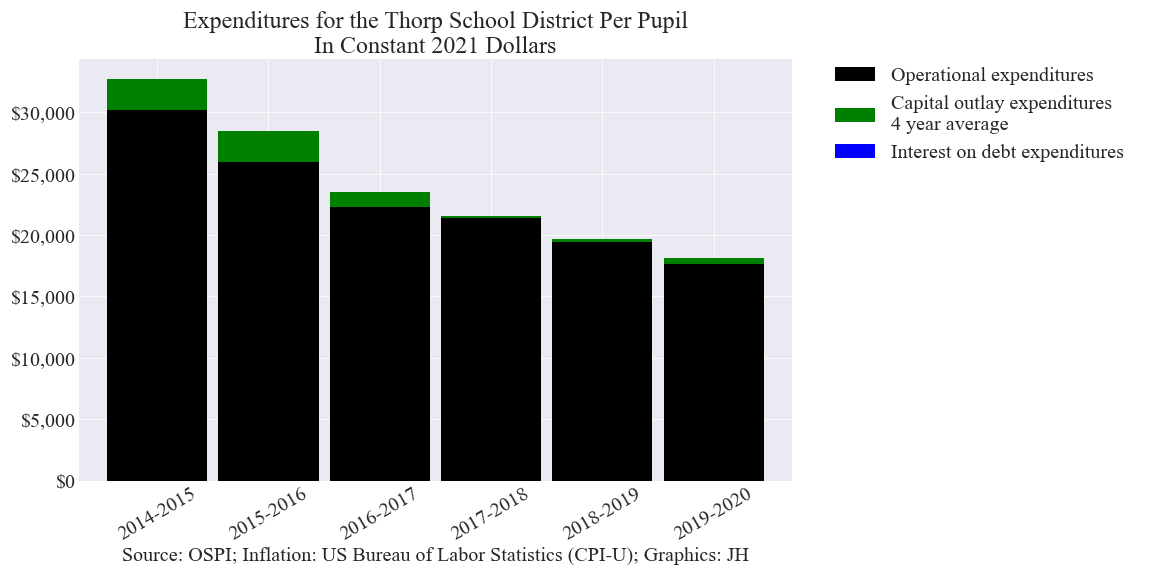 Expenditures for the Thorp School District Per Pupil
In Constant 2021 Dollars
$30,000
$25,000
$20,000
$15,000
$10,000
$5,000
$0
2014-2015
2015-2016
2016-2017
2017-2018
2018-2019
2019-2020
Source: OSPI; Inflation: US Bureau of Labor Statistics (CPI-U); Graphics: JH
Operational expenditures
Capital outlay expenditures
4 year average
Interest on debt expenditures